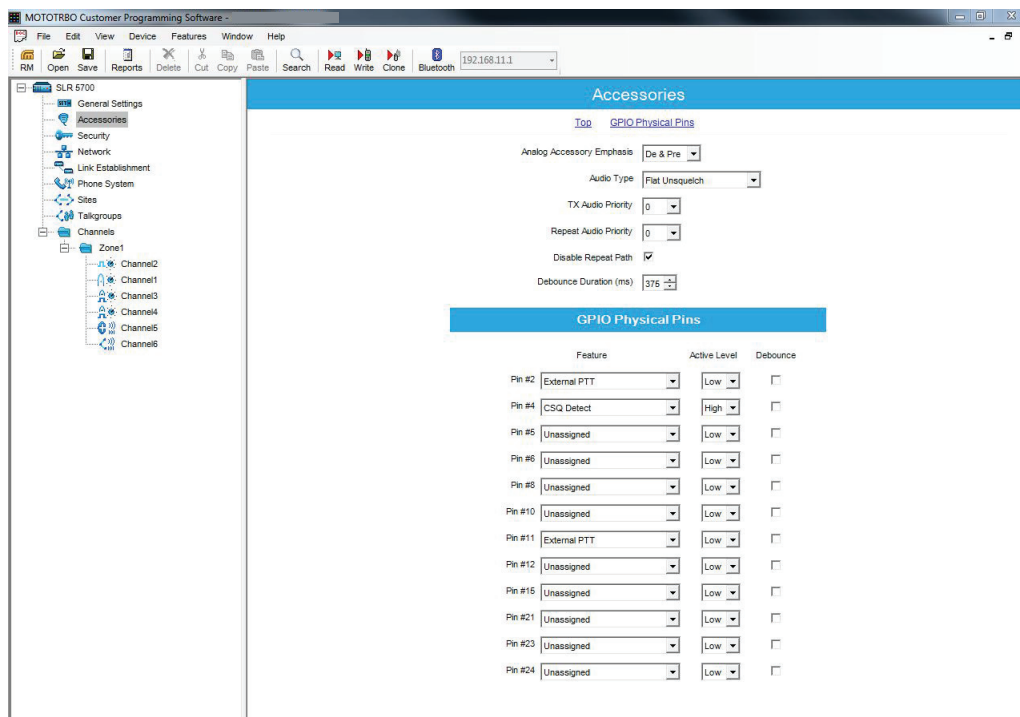 MOTOTRBO Customer Programming Software -
File Edit View Device Features Window Help
RM Open Save Reports Delete Cut Copy Paste Search Read Write Clone Bluetooth 192.168.11.1
SLR 5700
General Settings
Accessories
Security
Network
Link Establishment
Phone System
Sites
Talkgroups
Channels
Zone1
Channel2
Channel1
Channel3
Channel4
Channel5
Channel6
Accessories
Top GPIO Physical Pins
Analog Accessory Emphasis De & Pre
Audio Type Flat Unsquelch
TX Audio Priority 0
Repeat Audio Priority 0
Disable Repeat Path
Debounce Duration (ms) 375
GPIO Physical Pins
Feature Active Level Debounce
Pin #2 External PTT Low
Pin #4 CSQ Detect High
Pin #5 Unassigned Low
Pin #6 Unassigned Low
Pin #8 Unassigned Low
Pin #10 Unassigned Low
Pin #11 External PTT Low
Pin #12 Unassigned Low
Pin #15 Unassigned Low
Pin #21 Unassigned Low
Pin #23 Unassigned Low
Pin #24 Unassigned Low